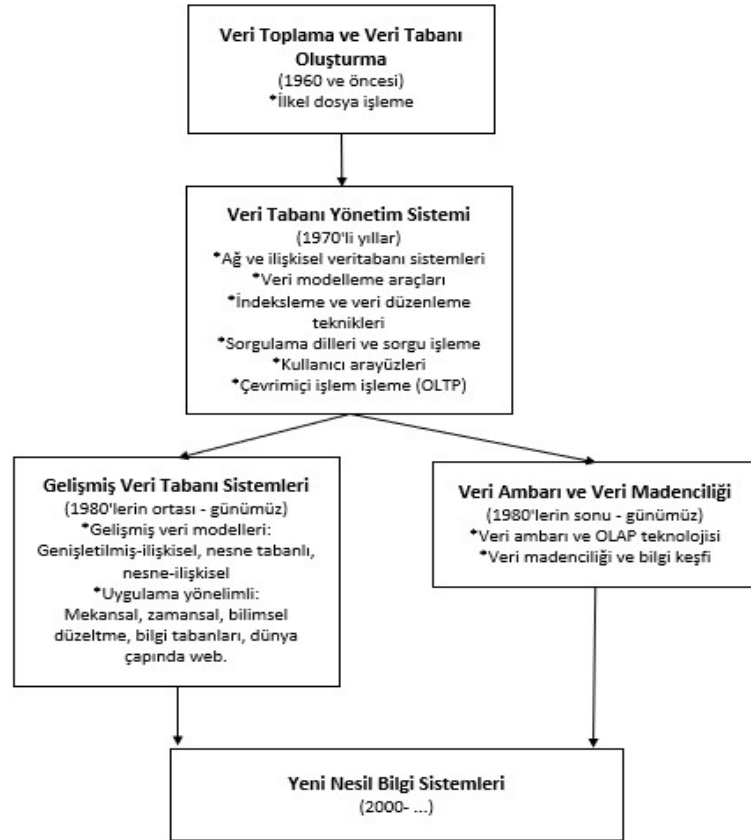 Veri Toplama ve Veri Tabanı
Oluşturma
(1960 ve öncesi)
*İlkel dosya işleme
Veri Tabanı Yönetim Sistemi
(1970'li yıllar)
*Ağ ve ilişkisel veritabanı sistemleri
*Veri modelleme araçları
*İndeksleme ve veri düzenleme
teknikleri
*Sorgulama dilleri ve sorgu işleme
*Kullanıcı arayüzleri
*Çevrimiçi işlem işleme (OLTP)
Gelişmiş Veri Tabanı Sistemleri
(1980'lerin ortası - günümüz)
*Gelişmiş veri modelleri:
Genişletilmiş-ilişkisel, nesne tabanlı,
nesne-ilişkisel
*Uygulama yönelimli:
Mekansal, zamansal, bilimsel
düzeltme, bilgi tabanları, dünya
çapında web.
Veri Ambarı ve Veri Madenciliği
(1980'lerin sonu - günümüz)
*Veri ambarı ve OLAP teknolojisi
*Veri madenciliği ve bilgi keşfi
Yeni Nesil Bilgi Sistemleri
(2000- ...)